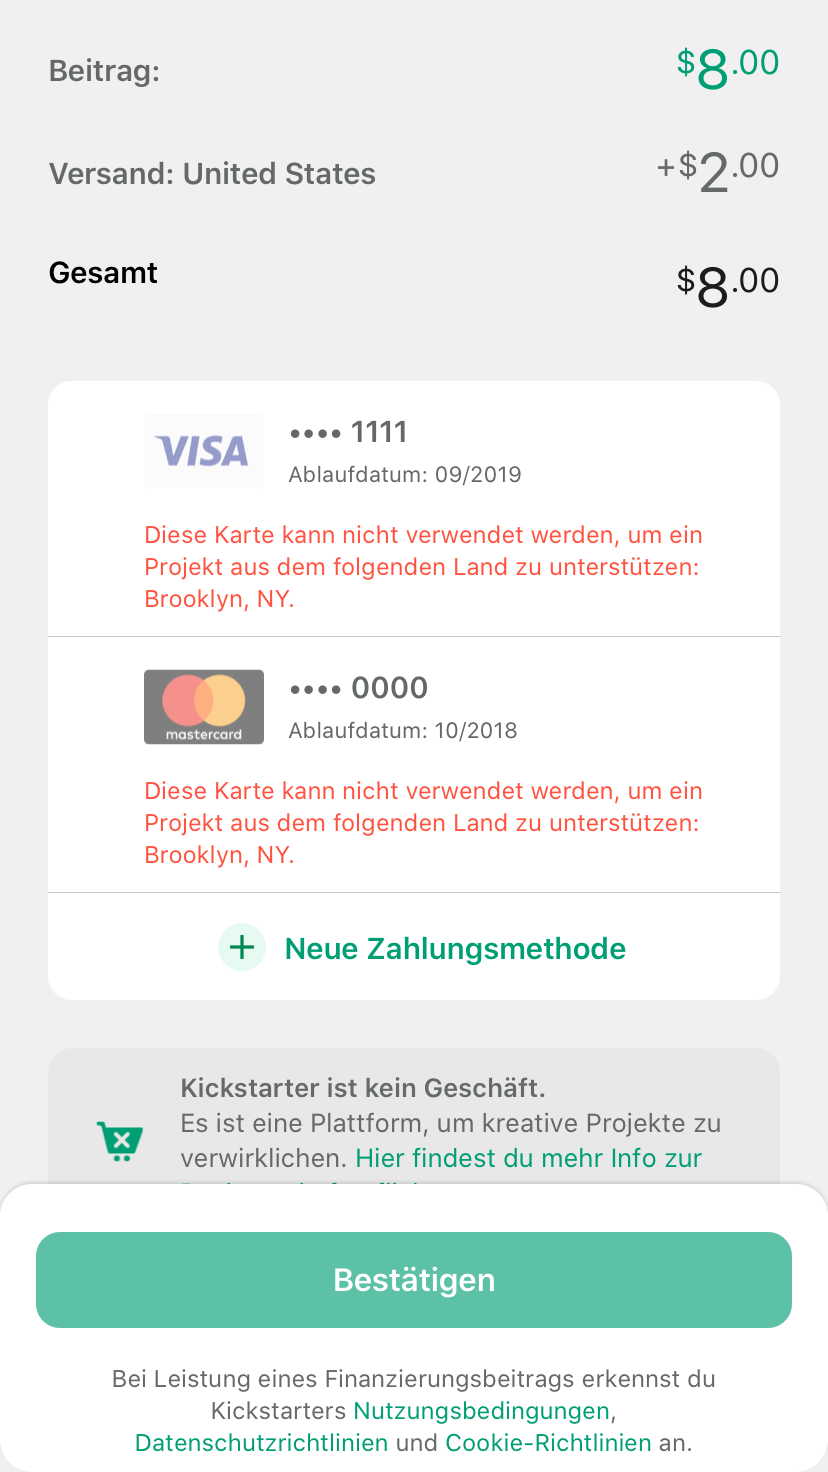 Beitrag:
$8.00
Versand: United States
+$2.00
Gesamt
$8.00
VISA
•••• 1111
Ablaufdatum: 09/2019
Diese Karte kann nicht verwendet werden, um ein
Projekt aus dem folgenden Land zu unterstützen:
Brooklyn, NY.
mastercard
•••• 0000
Ablaufdatum: 10/2018
Diese Karte kann nicht verwendet werden, um ein
Projekt aus dem folgenden Land zu unterstützen:
Brooklyn, NY.
+ Neue Zahlungsmethode
Kickstarter ist kein Geschäft.
Es ist eine Plattform, um kreative Projekte zu
verwirklichen. Hier findest du mehr Info zur
Bestätigen
Bei Leistung eines Finanzierungsbeitrags erkennst du
Kickstarters Nutzungsbedingungen,
Datenschutzrichtlinien und Cookie-Richtlinien an.